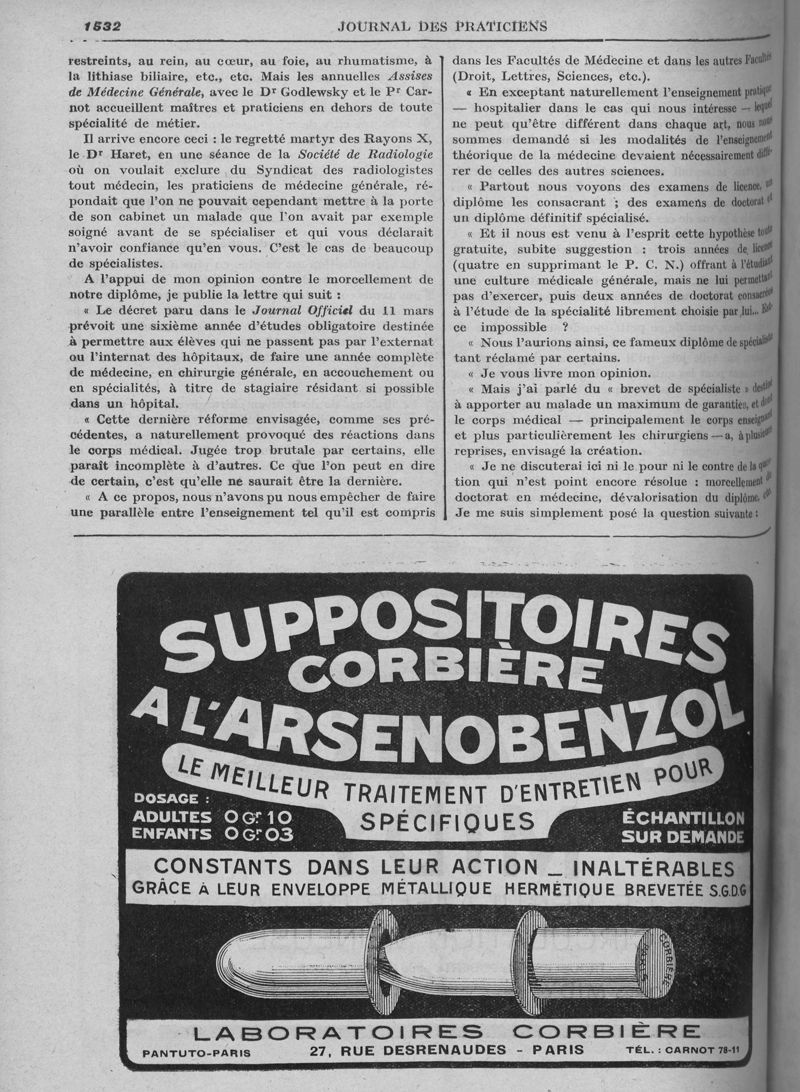 1532
JOURNAL DES PRATICIENS
restreints, au rein, au cœur, au foie, au rhumatisme, à
la lithiase biliaire, etc., etc. Mais les annuelles Assises
de Médecine Générale, avec le Dr Godlewsky et le Pr Car-
not accueillent maîtres et praticiens en dehors de toute
spécialité de métier.
Il arrive encore ceci : le regretté martyr des Rayons X,
le Dr Haret, en une séance de la Société de Radiologie
où on voulait exclure du Syndicat des radiologistes
tout médecin, les praticiens de médecine générale, ré-
pondait que l'on ne pouvait cependant mettre à la porte
de son cabinet un malade que l'on avait par exemple
soigné avant de se spécialiser et qui vous déclarait
n'avoir confiance qu'en vous. C'est le cas de beaucoup
de spécialistes.
A l'appui de mon opinion contre le morcellement de
notre diplôme, je publie la lettre qui suit :
« Le décret paru dans le Journal Officiel du 11 mars
prévoit une sixième année d'études obligatoire destinée
à permettre aux élèves qui ne passent pas par l'externat
ou l'internat des hôpitaux, de faire une année complète
de médecine, en chirurgie générale, en accouchement ou
en spécialités, à titre de stagiaire résidant si possible
dans un hôpital.
« Cette dernière réforme envisagée, comme ses pré-
cédentes, a naturellement provoqué des réactions dans
le corps médical. Jugée trop brutale par certains, elle
paraît incomplète à d'autres. Ce que l'on peut en dire
de certain, c'est qu'elle ne saurait être la dernière.
« A ce propos, nous n'avons pu nous empêcher de faire
une parallèle entre l'enseignement tel qu'il est compris
dans les Facultés de Médecine et dans les autres Facultés
(Droit, Lettres, Sciences, etc.).
« En exceptant naturellement l'enseignement pratique
— hospitalier dans le cas qui nous intéresse — lequel
ne peut qu'être différent dans chaque art, nous nous
sommes demandé si les modalités de l'enseignement
théorique de la médecine devaient nécessairement diffé-
rer de celles des autres sciences.
« Partout nous voyons des examens de licence, un
diplôme les consacrant ; des examens de doctorat et
un diplôme définitif spécialisé.
« Et il nous est venu à l'esprit cette hypothèse toute
gratuite, subite suggestion : trois années de licence
(quatre en supprimant le P. C. N.) offrant à l'étudiant
une culture médicale générale, mais ne lui permettant
pas d'exercer, puis deux années de doctorat consacrées
à l'étude de la spécialité librement choisie par lui...
ce impossible ?
« Nous l'aurions ainsi, ce fameux diplôme de spécialité
tant réclamé par certains.
« Je vous livre mon opinion.
« Mais j'ai parlé du « brevet de spécialiste » destiné
à apporter au malade un maximum de garanties, et dont
le corps médical — principalement le corps enseignant
et plus particulièrement les chirurgiens — a, à plusieurs
reprises, envisagé la création.
« Je ne discuterai ici ni le pour ni le contre de la ques-
tion qui n'est point encore résolue : morcellement du
doctorat en médecine, dévalorisation du diplôme, etc.
Je me suis simplement posé la question suivante :
SUPPOSITOIRES
CORBIÈRE
A L'ARSENOBENZOL
LE MEILLEUR TRAITEMENT D'ENTRETIEN POUR
SPÉCIFIQUES
DOSAGE :
ADULTES 0 Gr 10
ENFANTS 0 Gr 03
ÉCHANTILLON
SUR DEMANDE
CONSTANTS DANS LEUR ACTION _ INALTÉRABLES
GRÂCE A LEUR ENVELOPPE MÉTALLIQUE HERMÉTIQUE BREVETÉE S.G.D.G
CORBIÈRE
LABORATOIRES CORBIÈRE
PANTUTO-PARIS
27, RUE DESRENAUDES - PARIS
TÉL. : CARNOT 78-11